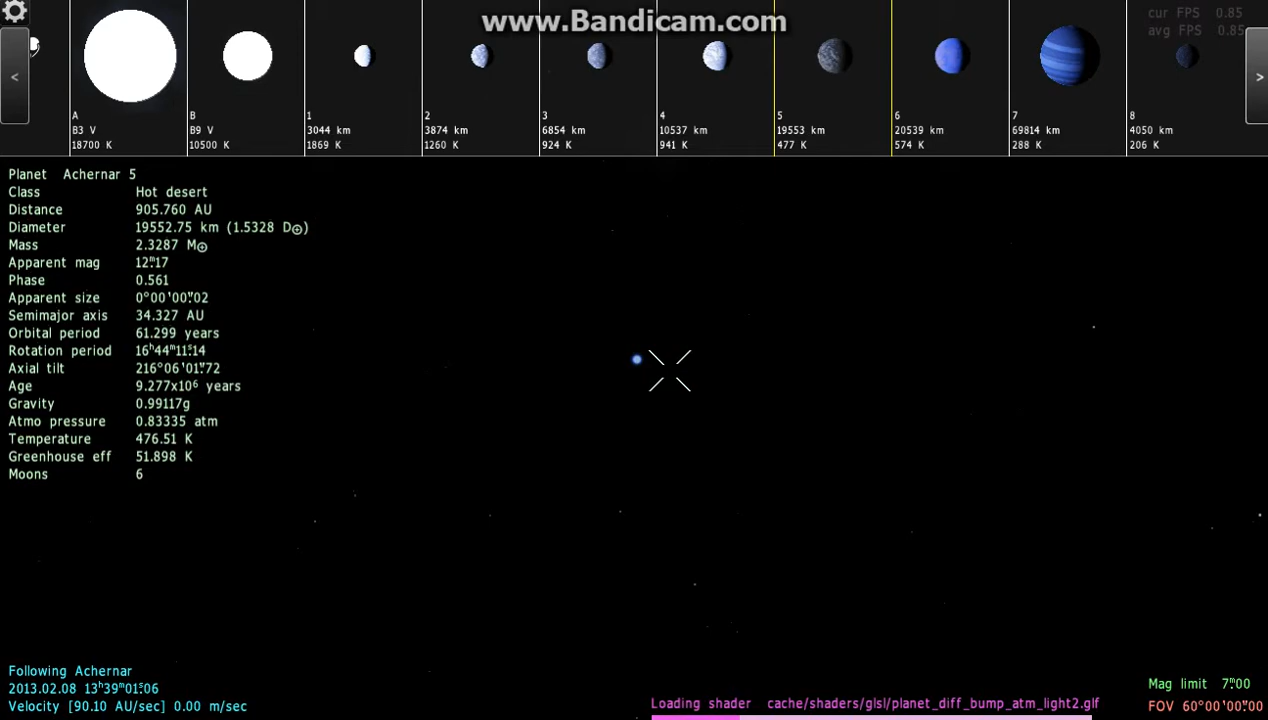 www.Bandicam.com
cur FPS 0.85
avg FPS 0.85
<
>
A
B3 V
18700 K
B
B9 V
10500 K
1
3044 km
1869 K
2
3874 km
1260 K
3
6854 km
924 K
4
10537 km
941 K
5
19553 km
477 K
6
20539 km
574 K
7
69814 km
288 K
8
4050 km
206 K
Planet Achernar 5
Class Hot desert
Distance 905.760 AU
Diameter 19552.75 km (1.5328 D⊕)
Mass 2.3287 M⊕
Apparent mag 12ᵐ.17
Phase 0.561
Apparent size 0°00'00".02
Semimajor axis 34.327 AU
Orbital period 61.299 years
Rotation period 16ʰ44ᵐ11ˢ.14
Axial tilt 216°06'01".72
Age 9.277x10⁶ years
Gravity 0.99117g
Atmo pressure 0.83335 atm
Temperature 476.51 K
Greenhouse eff 51.898 K
Moons 6
Following Achernar
2013.02.08 13ʰ39ᵐ01ˢ.06
Velocity [90.10 AU/sec] 0.00 m/sec
Loading shader cache/shaders/glsl/planet_diff_bump_atm_light2.glf
Mag limit 7ᵐ.00
FOV 60°00'00".00